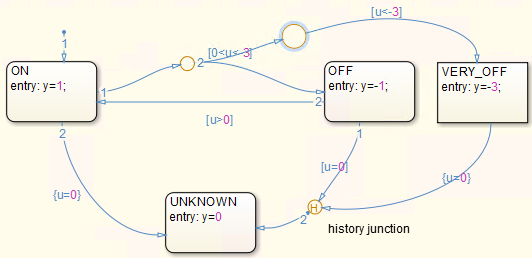 [u<-3]
1
2
[0<u<-3]
ON
entry: y=1;
OFF
entry: y=-1;
VERY_OFF
entry: y=-3;
1
2
[u>0]
2
1
{u=0}
[u=0]
{u=0}
UNKNOWN
entry: y=0
H
2
history junction